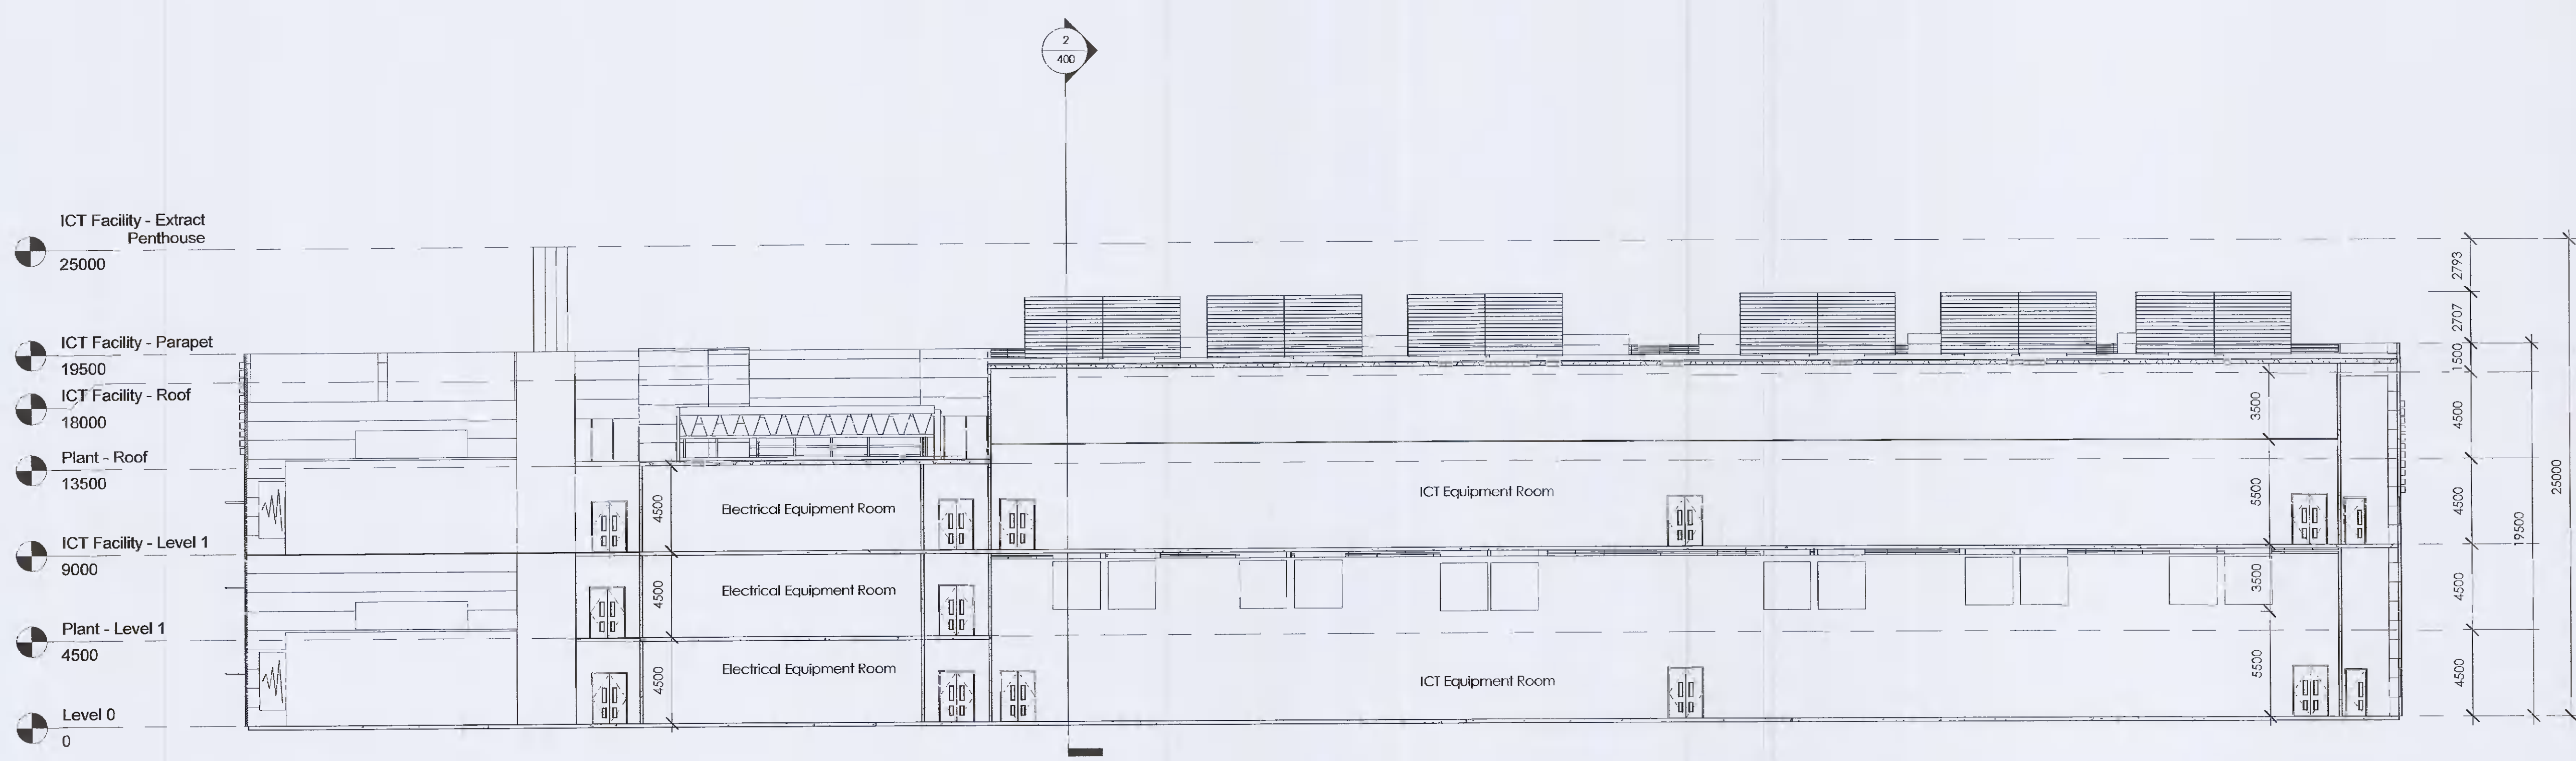 2
400
ICT Facility - Extract
Penthouse
25000
ICT Facility - Parapet
19500
ICT Facility - Roof
18000
Plant - Roof
13500
ICT Facility - Level 1
9000
Plant - Level 1
4500
Level 0
0
4500
Electrical Equipment Room
4500
Electrical Equipment Room
4500
Electrical Equipment Room
ICT Equipment Room
ICT Equipment Room
3500
5500
3500
5500
2793
2707
1500
4500
4500
4500
4500
19500
25000